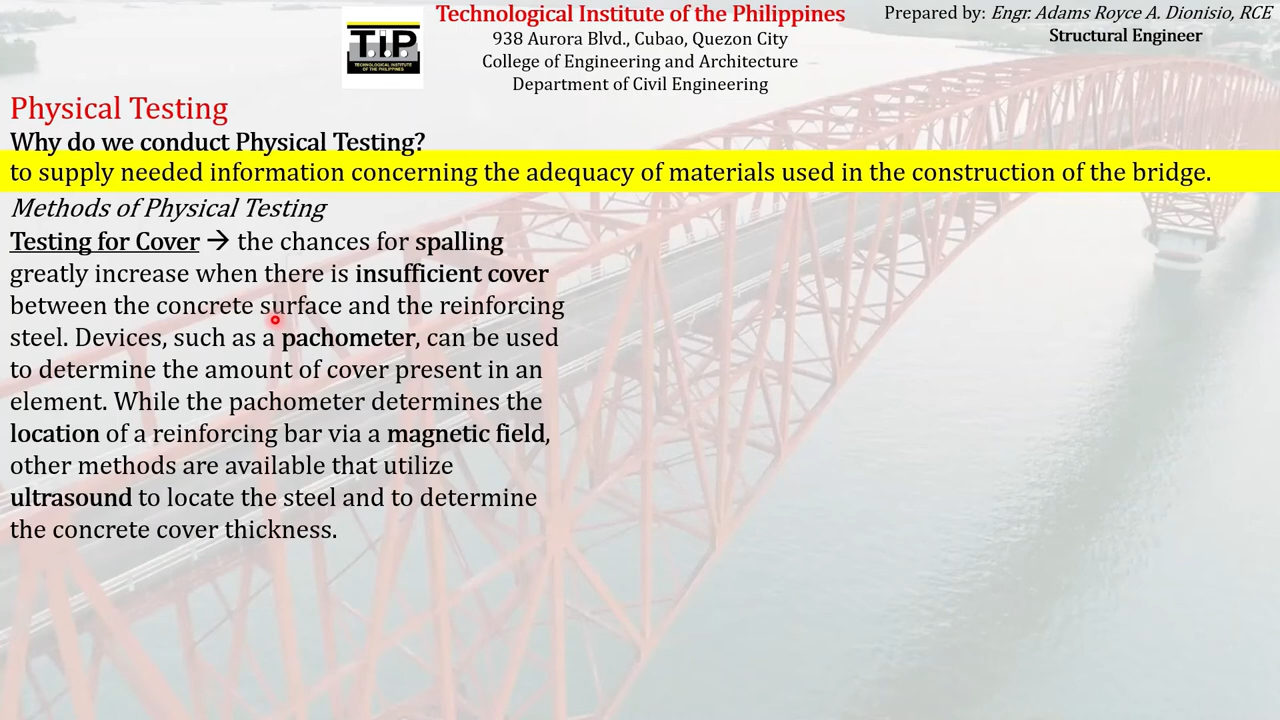 Technological Institute of the Philippines
938 Aurora Blvd., Cubao, Quezon City
College of Engineering and Architecture
Department of Civil Engineering
Prepared by: Engr. Adams Royce A. Dionisio, RCE
Structural Engineer
TiP
TECHNOLOGICAL INSTITUTE
OF THE PHILIPPINES
Physical Testing
Why do we conduct Physical Testing?
to supply needed information concerning the adequacy of materials used in the construction of the bridge.
Methods of Physical Testing
Testing for Cover → the chances for spalling
greatly increase when there is insufficient cover
between the concrete surface and the reinforcing
steel. Devices, such as a pachometer, can be used
to determine the amount of cover present in an
element. While the pachometer determines the
location of a reinforcing bar via a magnetic field,
other methods are available that utilize
ultrasound to locate the steel and to determine
the concrete cover thickness.